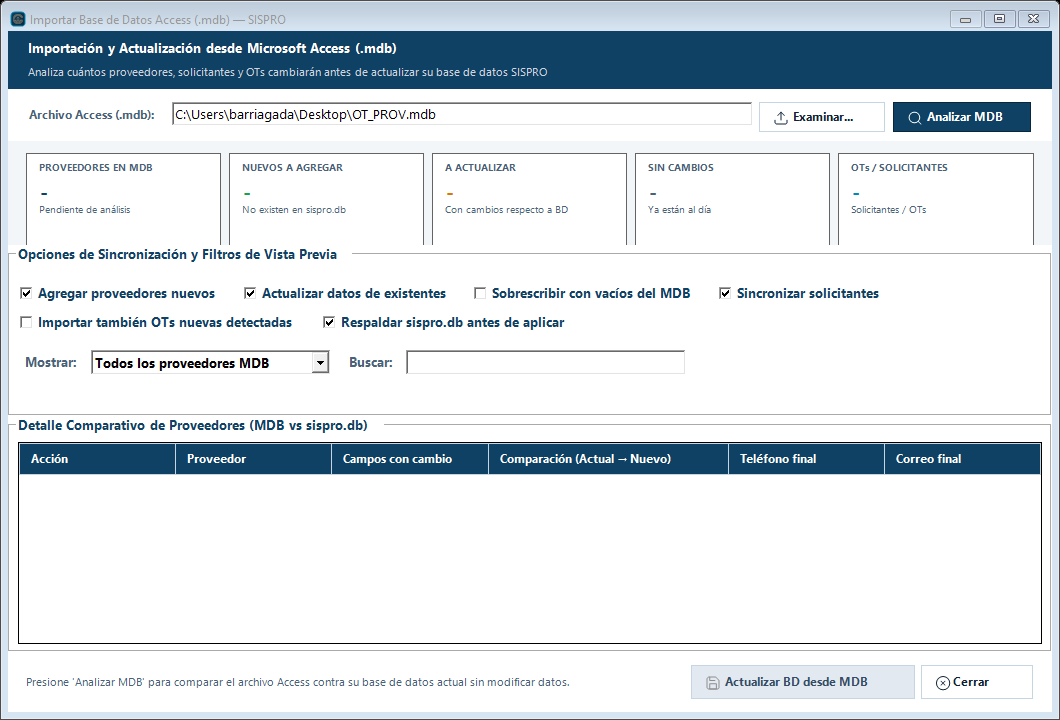 Importar Base de Datos Access (.mdb) — SISPRO
Importación y Actualización desde Microsoft Access (.mdb)
Analiza cuántos proveedores, solicitantes y OTs cambiarán antes de actualizar su base de datos SISPRO
Archivo Access (.mdb): C:\Users\barriagada\Desktop\OT_PROV.mdb Examinar... Analizar MDB
PROVEEDORES EN MDB NUEVOS A AGREGAR A ACTUALIZAR SIN CAMBIOS OTs / SOLICITANTES
- - - - -
Pendiente de análisis No existen en sispro.db Con cambios respecto a BD Ya están al día Solicitantes / OTs
Opciones de Sincronización y Filtros de Vista Previa
Agregar proveedores nuevos Actualizar datos de existentes Sobrescribir con vacíos del MDB Sincronizar solicitantes
Importar también OTs nuevas detectadas Respaldar sispro.db antes de aplicar
Mostrar: Todos los proveedores MDB Buscar:
Detalle Comparativo de Proveedores (MDB vs sispro.db)
Acción Proveedor Campos con cambio Comparación (Actual → Nuevo) Teléfono final Correo final
Presione 'Analizar MDB' para comparar el archivo Access contra su base de datos actual sin modificar datos. Actualizar BD desde MDB Cerrar